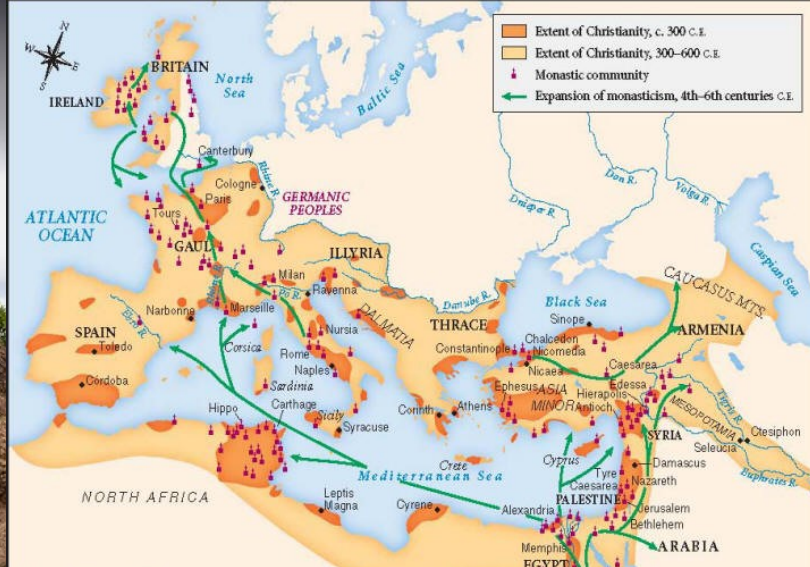 Extent of Christianity, c. 300 C.E.
Extent of Christianity, 300–600 C.E.
Monastic community
Expansion of monasticism, 4th–6th centuries C.E.
N
W
E
S
BRITAIN
IRELAND
North
Sea
Baltic Sea
Canterbury
Cologne
Rhine R.
Paris
GERMANIC
PEOPLES
Dnieper R.
Don R.
Volga R.
ATLANTIC
OCEAN
Tours
GAUL
ILLYRIA
Caspian Sea
Milan
Po R.
Ravenna
Danube R.
Black Sea
CAUCASUS MTS.
Narbonne
Marseille
DALMATIA
THRACE
Sinope
ARMENIA
SPAIN
Ebro R.
Toledo
Corsica
Nursia
Rome
Naples
Constantinople
Chalcedon
Nicomedia
Nicaea
Caesarea
Córdoba
Sardinia
Ephesus
ASIA
MINOR
Hierapolis
Edessa
Antioch
MESOPOTAMIA
Tigris R.
Hippo
Carthage
Sicily
Syracuse
Corinth
Athens
SYRIA
Ctesiphon
Seleucia
Euphrates R.
Mediterranean Sea
Crete
Cyprus
Damascus
Tyre
Caesarea
Nazareth
NORTH AFRICA
Leptis
Magna
Cyrene
Alexandria
PALESTINE
Jerusalem
Bethlehem
Memphis
ARABIA
EGYPT